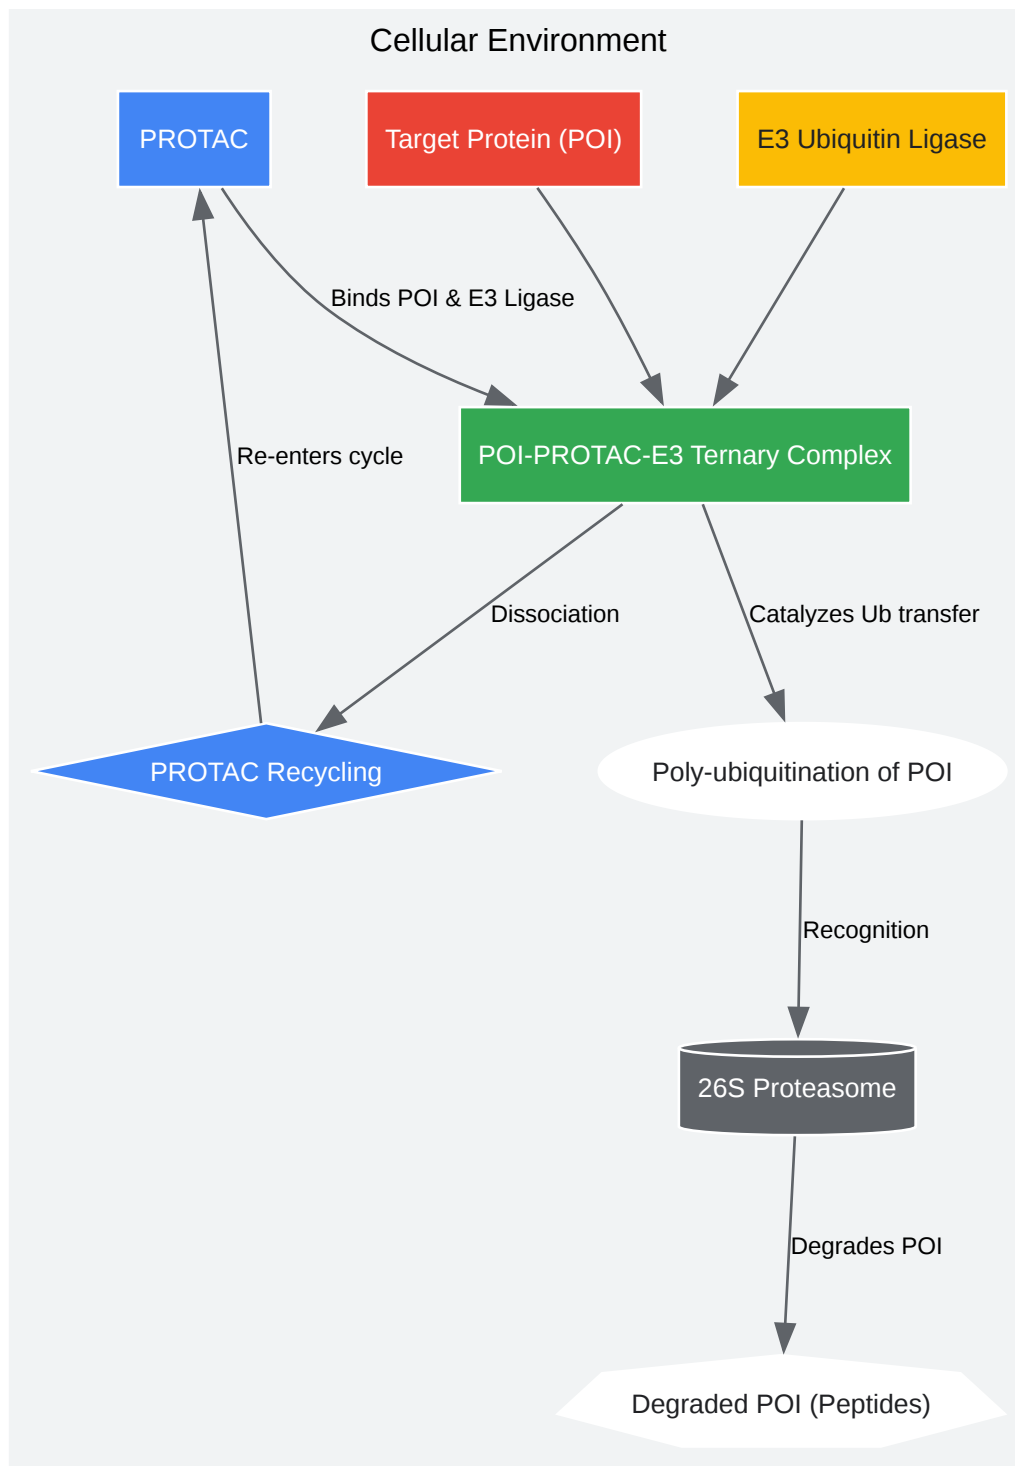 Cellular Environment
PROTAC
Target Protein (POI)
E3 Ubiquitin Ligase
Binds POI & E3 Ligase
Re-enters cycle
POI-PROTAC-E3 Ternary Complex
Dissociation
Catalyzes Ub transfer
PROTAC Recycling
Poly-ubiquitination of POI
Recognition
26S Proteasome
Degrades POI
Degraded POI (Peptides)